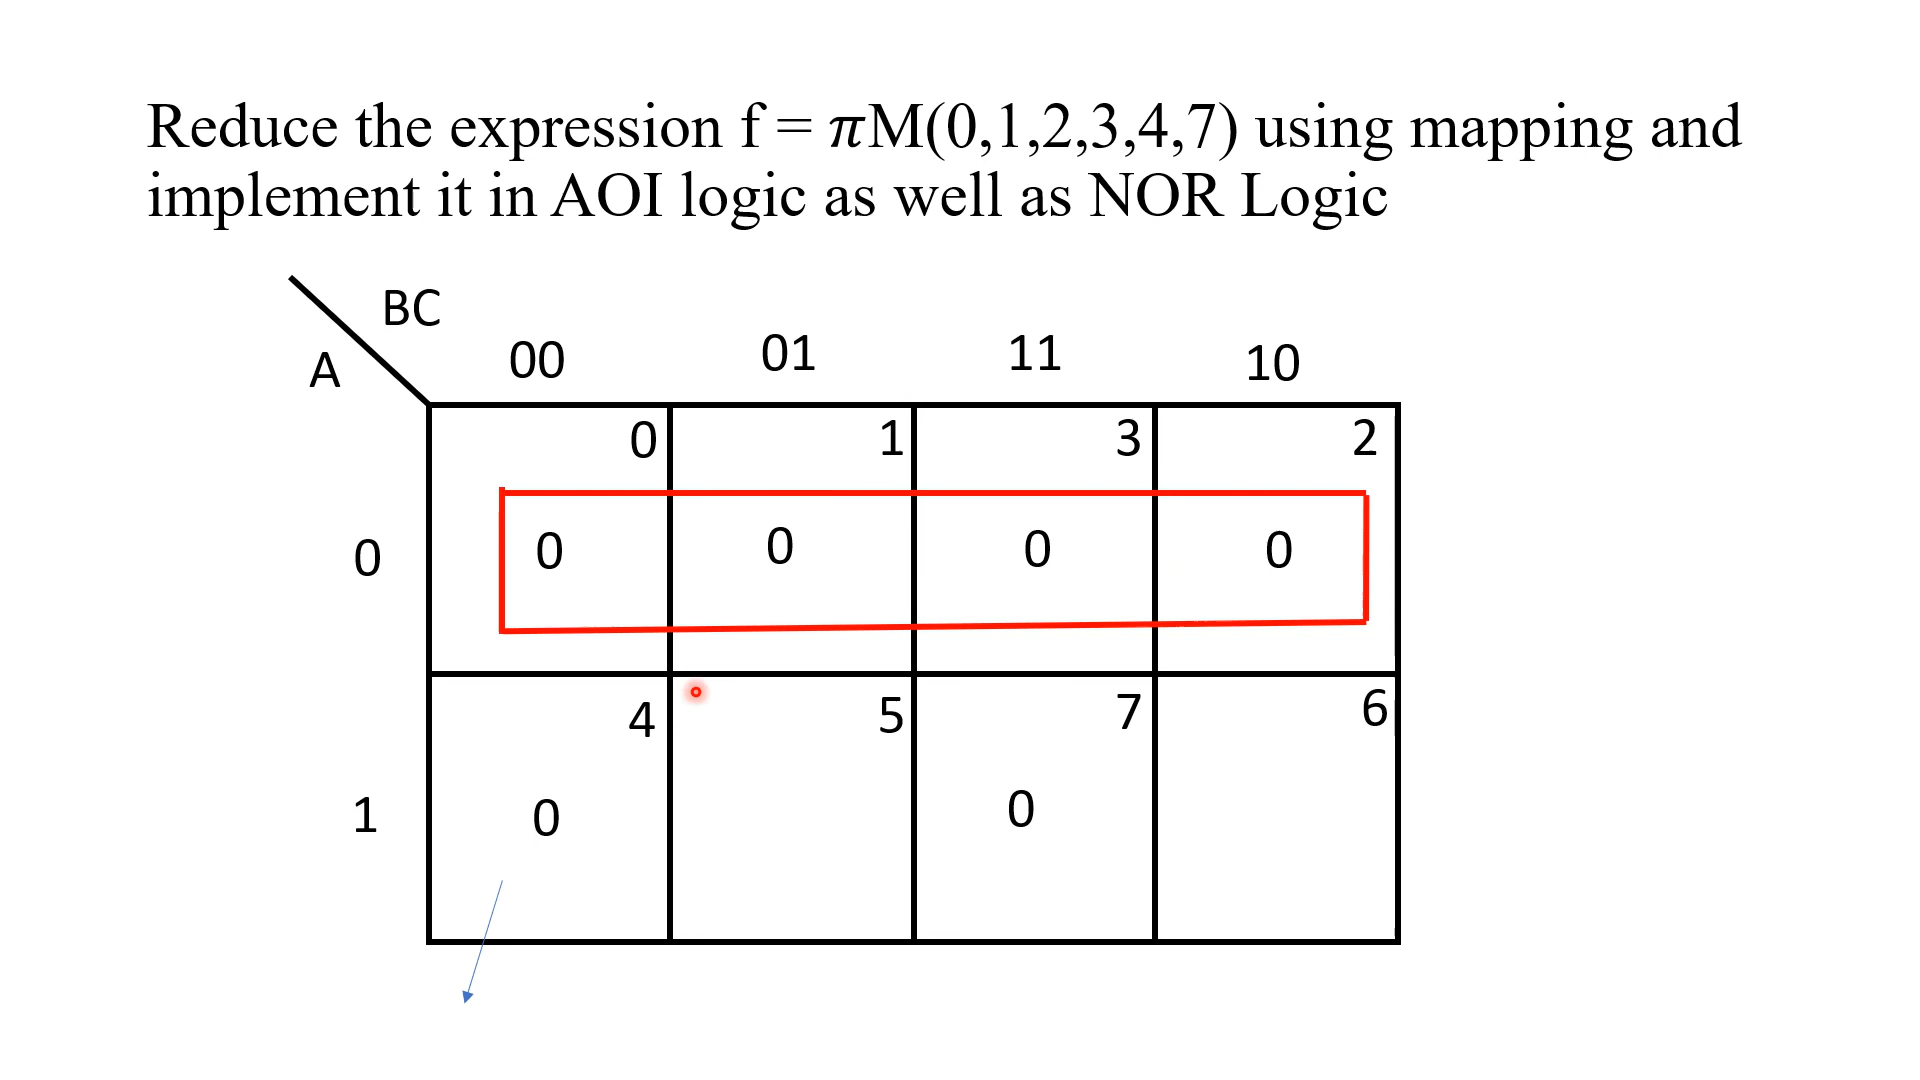 Reduce the expression f = πM(0,1,2,3,4,7) using mapping and
implement it in AOI logic as well as NOR Logic
BC
A
00 01 11 10
0 1 3 2
0 0 0 0 0
4 5 7 6
1 0 0